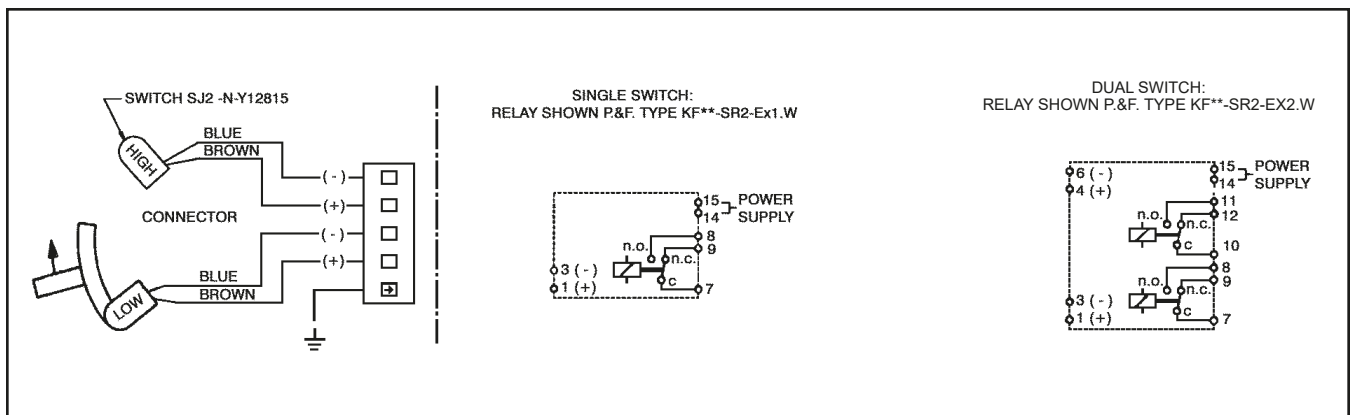 SWITCH SJ2 -N-Y12815
HIGH
BLUE
BROWN
(-)
(+)
CONNECTOR
(-)
(+)
LOW
BLUE
BROWN
SINGLE SWITCH:
RELAY SHOWN P.&F. TYPE KF**-SR2-Ex1.W
15
14
POWER
SUPPLY
8
9
n.o.
n.c.
c
3 (-)
1 (+)
7
DUAL SWITCH:
RELAY SHOWN P.&F. TYPE KF**-SR2-EX2.W
6 (-)
4 (+)
15
14
POWER
SUPPLY
11
12
n.o.
n.c.
c
10
8
9
n.o.
n.c.
c
3 (-)
1 (+)
7